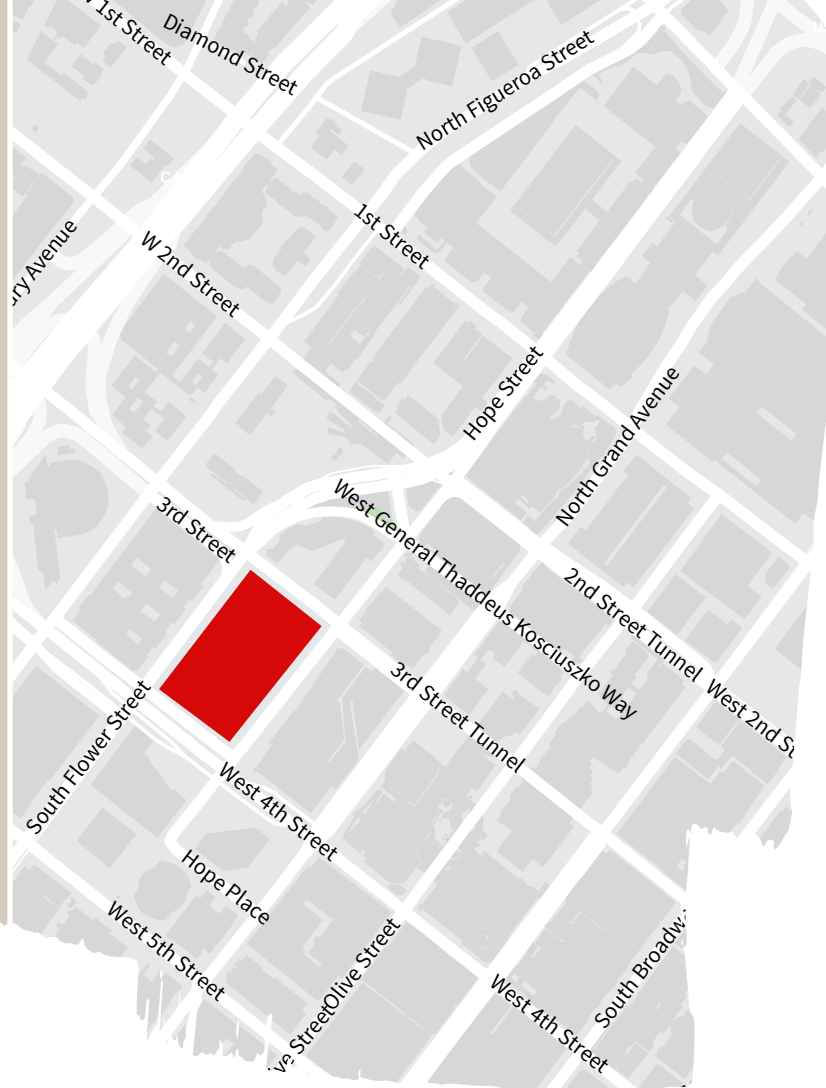 1st Street
Diamond Street
North Figueroa Street
1st Street
W 2nd Street
Hope Street
North Grand Avenue
West General Thaddeus Kosciuszko Way
3rd Street
2nd Street Tunnel
West 2nd St
3rd Street Tunnel
South Flower Street
West 4th Street
Hope Place
West 5th Street
Olive Street
South Broadw
West 4th Street